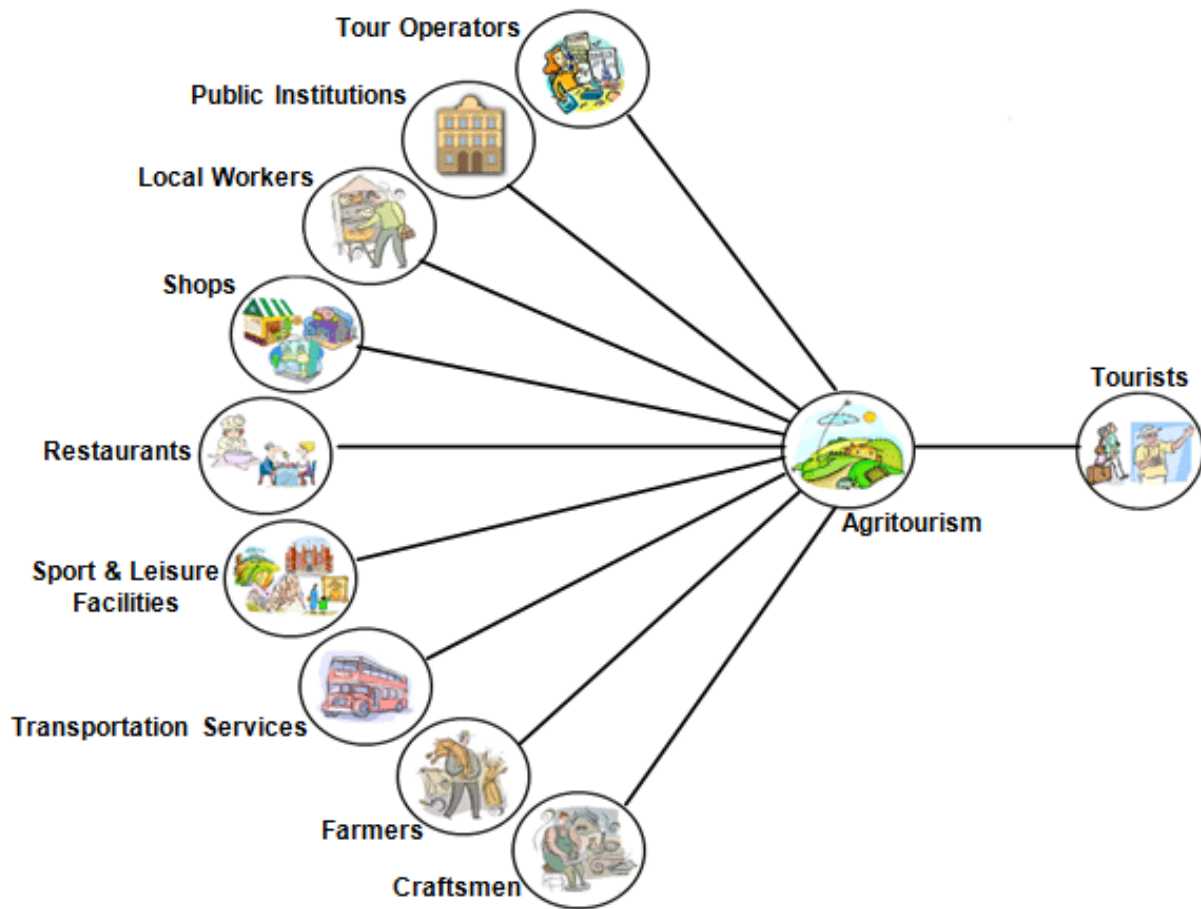 Tour Operators
Public Institutions
Local Workers
Shops
Tourists
Restaurants
Agritourism
Sport & Leisure
Facilities
Transportation Services
Farmers
Craftsmen